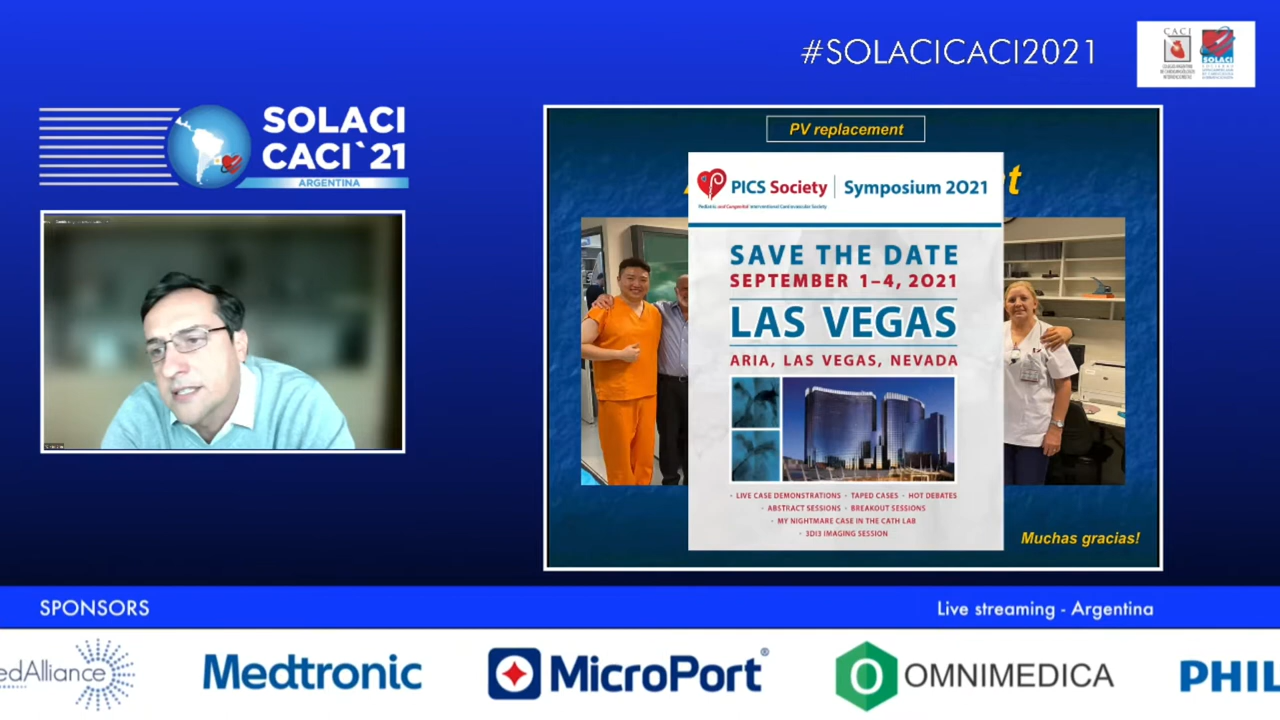 #SOLACICACI2021
CACI
SOLACI
SOLACI
CACI`21
ARGENTINA
PV replacement
PICS Society
Symposium 2021
Pediatric and Congenital Interventional Cardiovascular Society
SAVE THE DATE
SEPTEMBER 1–4, 2021
LAS VEGAS
ARIA, LAS VEGAS, NEVADA
· LIVE CASE DEMONSTRATIONS · TAPED CASES · HOT DEBATES
· ABSTRACT SESSIONS · BREAKOUT SESSIONS
· MY NIGHTMARE CASE IN THE CATH LAB
· 3DI3 IMAGING SESSION
Muchas gracias!
SPONSORS
Live streaming - Argentina
edAlliance
Medtronic
MicroPort®
OMNIMEDICA
PHIL